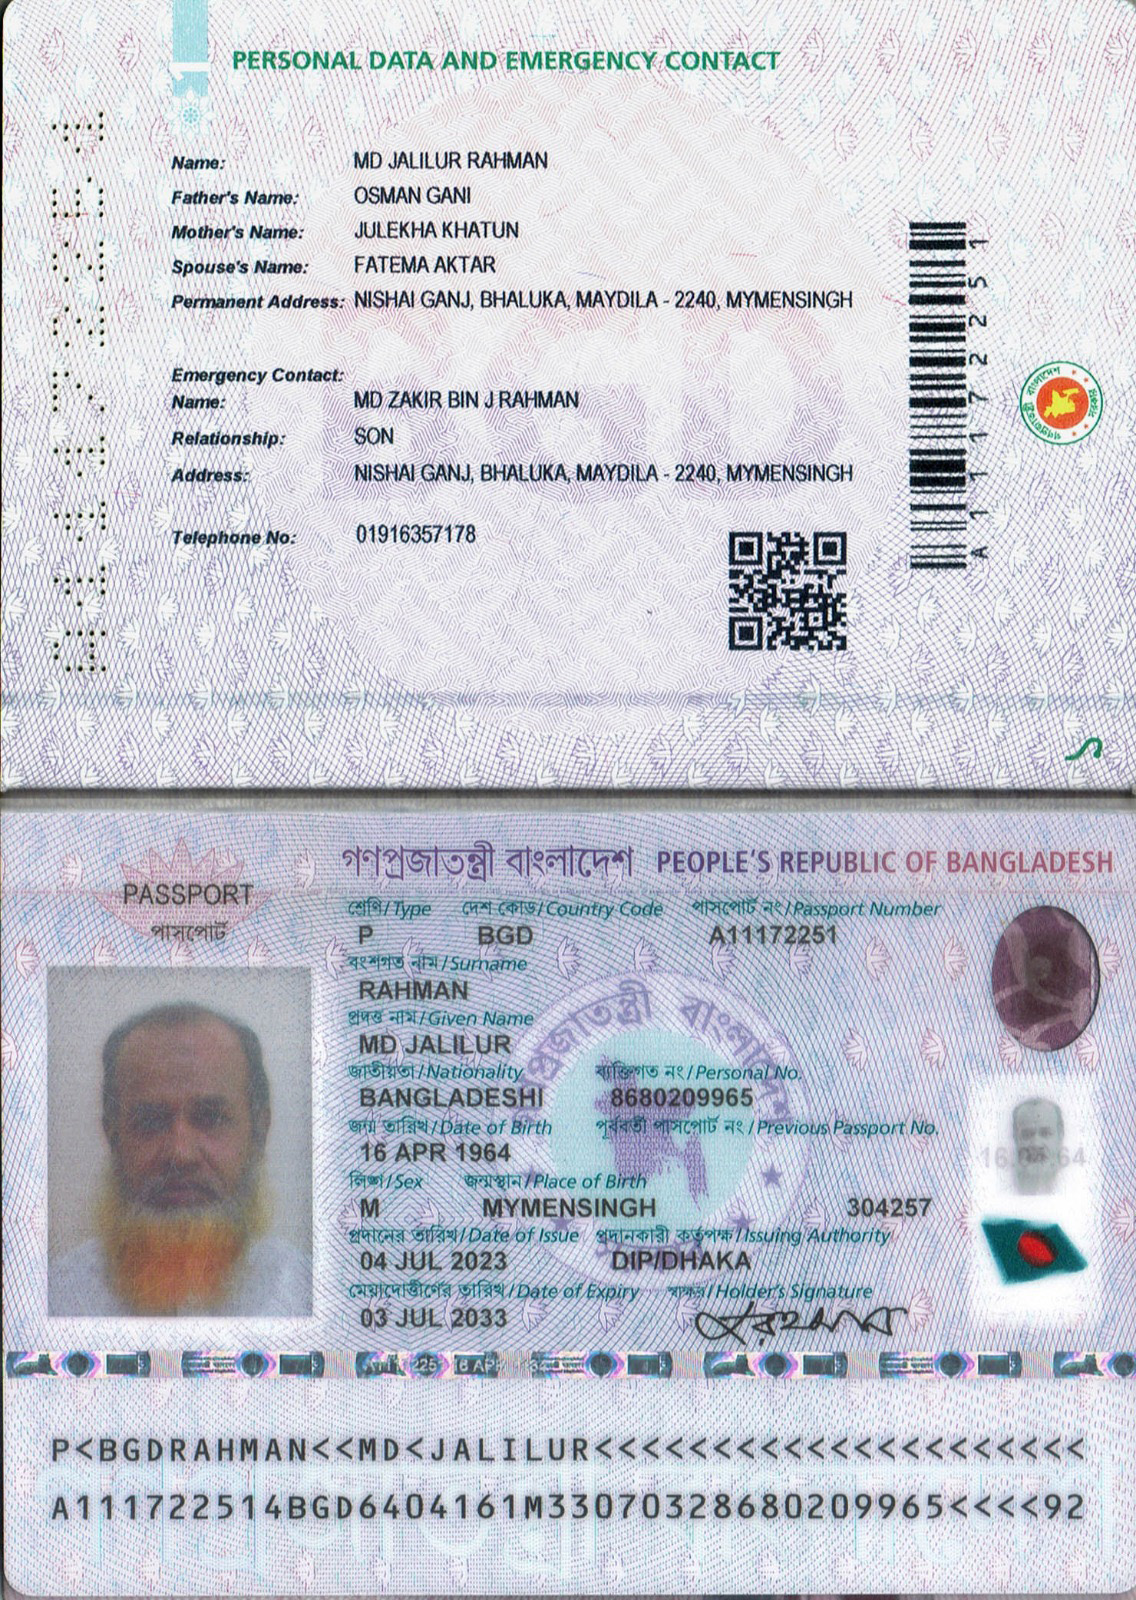 PERSONAL DATA AND EMERGENCY CONTACT
Name: MD JALILUR RAHMAN
Father's Name: OSMAN GANI
Mother's Name: JULEKHA KHATUN
Spouse's Name: FATEMA AKTAR
Permanent Address: NISHAI GANJ, BHALUKA, MAYDILA - 2240, MYMENSINGH
Emergency Contact:
Name: MD ZAKIR BIN J RAHMAN
Relationship: SON
Address: NISHAI GANJ, BHALUKA, MAYDILA - 2240, MYMENSINGH
Telephone No: 01916357178
A11172251
A11172251
১
গণপ্রজাতন্ত্রী বাংলাদেশ PEOPLE'S REPUBLIC OF BANGLADESH
PASSPORT
পাসপোর্ট
শ্রেণি/Type দেশ কোড/Country Code পাসপোর্ট নং/Passport Number
P BGD A11172251
বংশগত নাম/Surname
RAHMAN
প্রদত্ত নাম/Given Name
MD JALILUR
জাতীয়তা/Nationality ব্যক্তিগত নং/Personal No.
BANGLADESHI 8680209965
জন্ম তারিখ/Date of Birth পূর্ববর্তী পাসপোর্ট নং/Previous Passport No.
16 APR 1964
লিঙ্গ/Sex জন্মস্থান/Place of Birth
M MYMENSINGH 304257
প্রদানের তারিখ/Date of Issue প্রদানকারী কর্তৃপক্ষ/Issuing Authority
04 JUL 2023 DIP/DHAKA
মেয়াদোত্তীর্ণের তারিখ/Date of Expiry স্বাক্ষর/Holder's Signature
03 JUL 2033
P<BGDRAHMAN<<MD<JALILUR<<<<<<<<<<<<<<<<<<<<<
A111722514BGD6404161M33070328680209965<<<<92